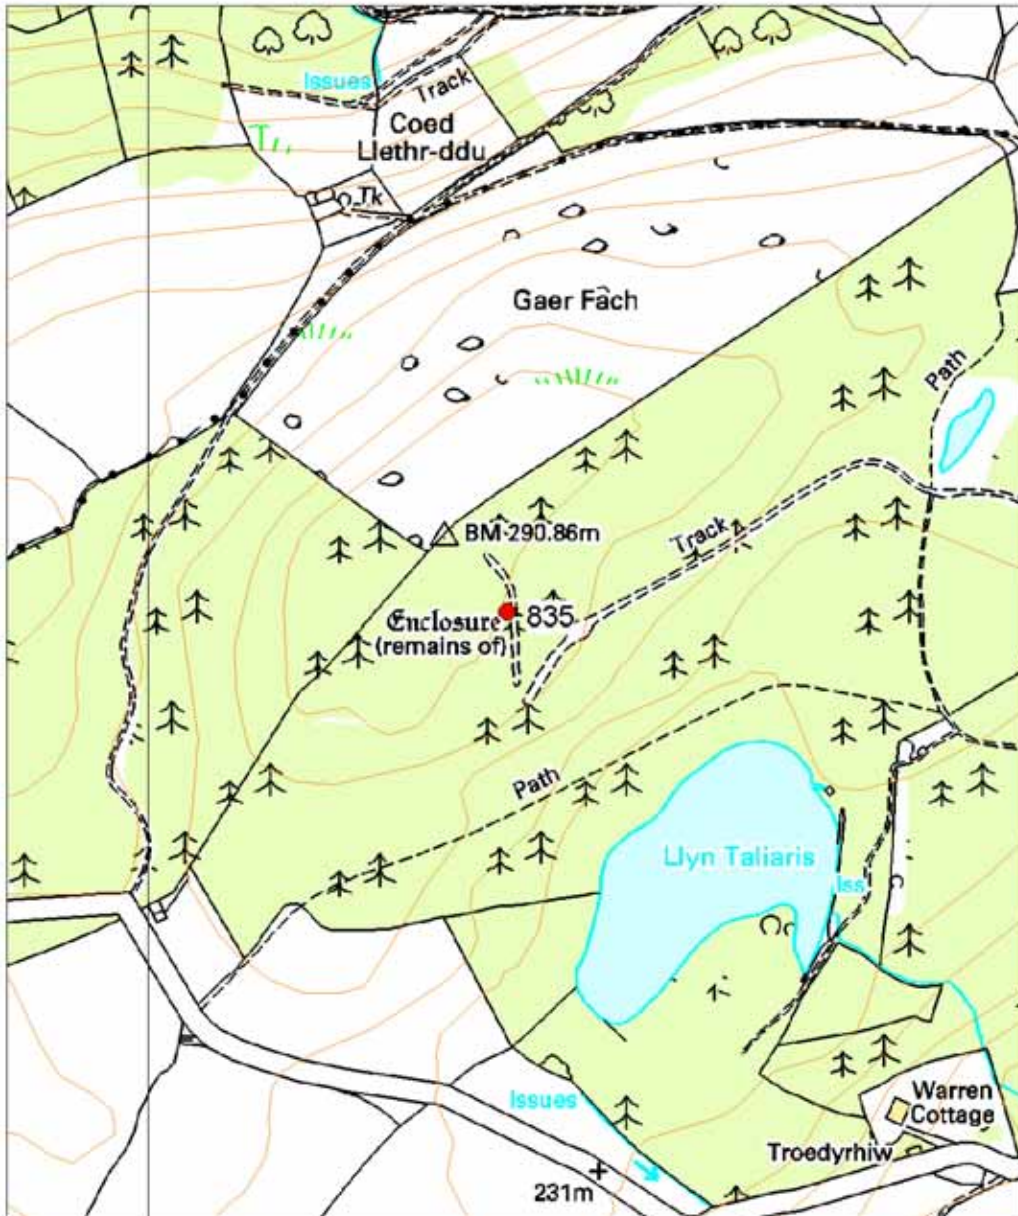 Issues
Track
Coed
Llethr-ddu
Tk
Gaer Fach
Path
BM 290.86m
Track
Enclosure
835
(remains of)
Path
Llyn Taliaris
Iss
C
Issues
Warren
Cottage
Troedyrhiw
231m